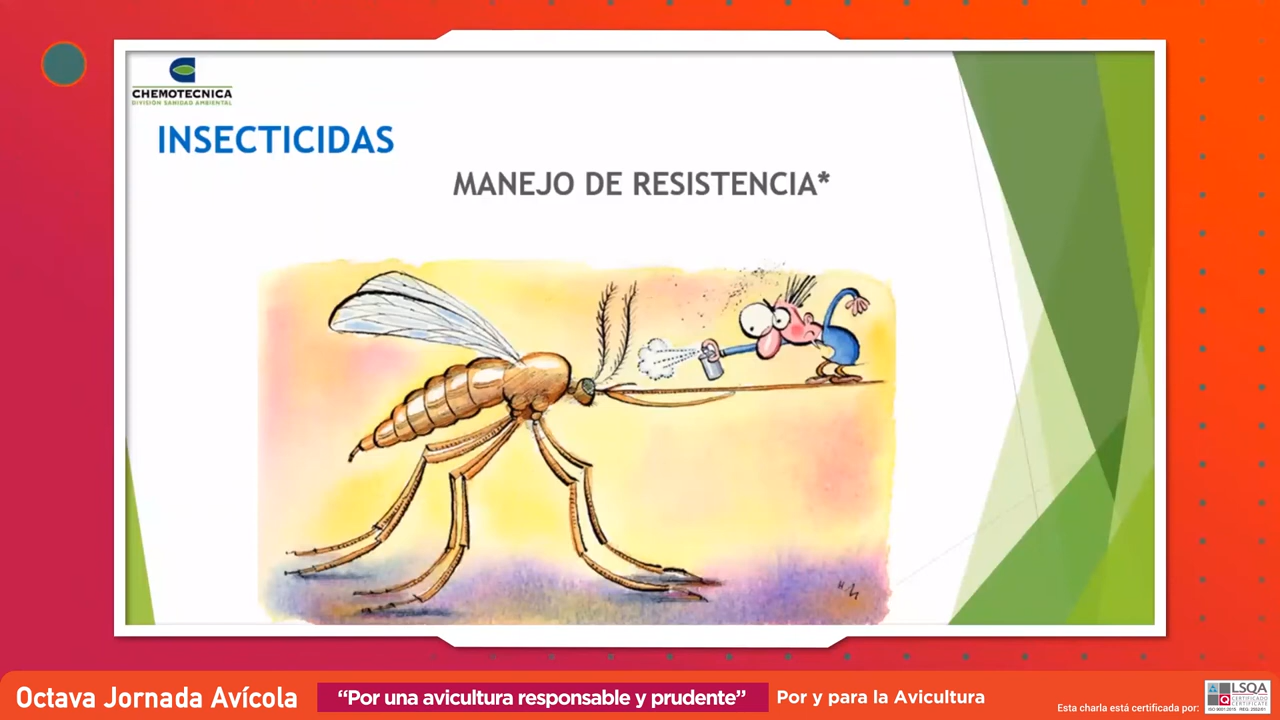 CHEMOTECNICA
DIVISIÓN SANIDAD AMBIENTAL
INSECTICIDAS
MANEJO DE RESISTENCIA*
Octava Jornada Avícola
“Por una avicultura responsable y prudente”
Por y para la Avicultura
Esta charla está certificada por:
LSQA